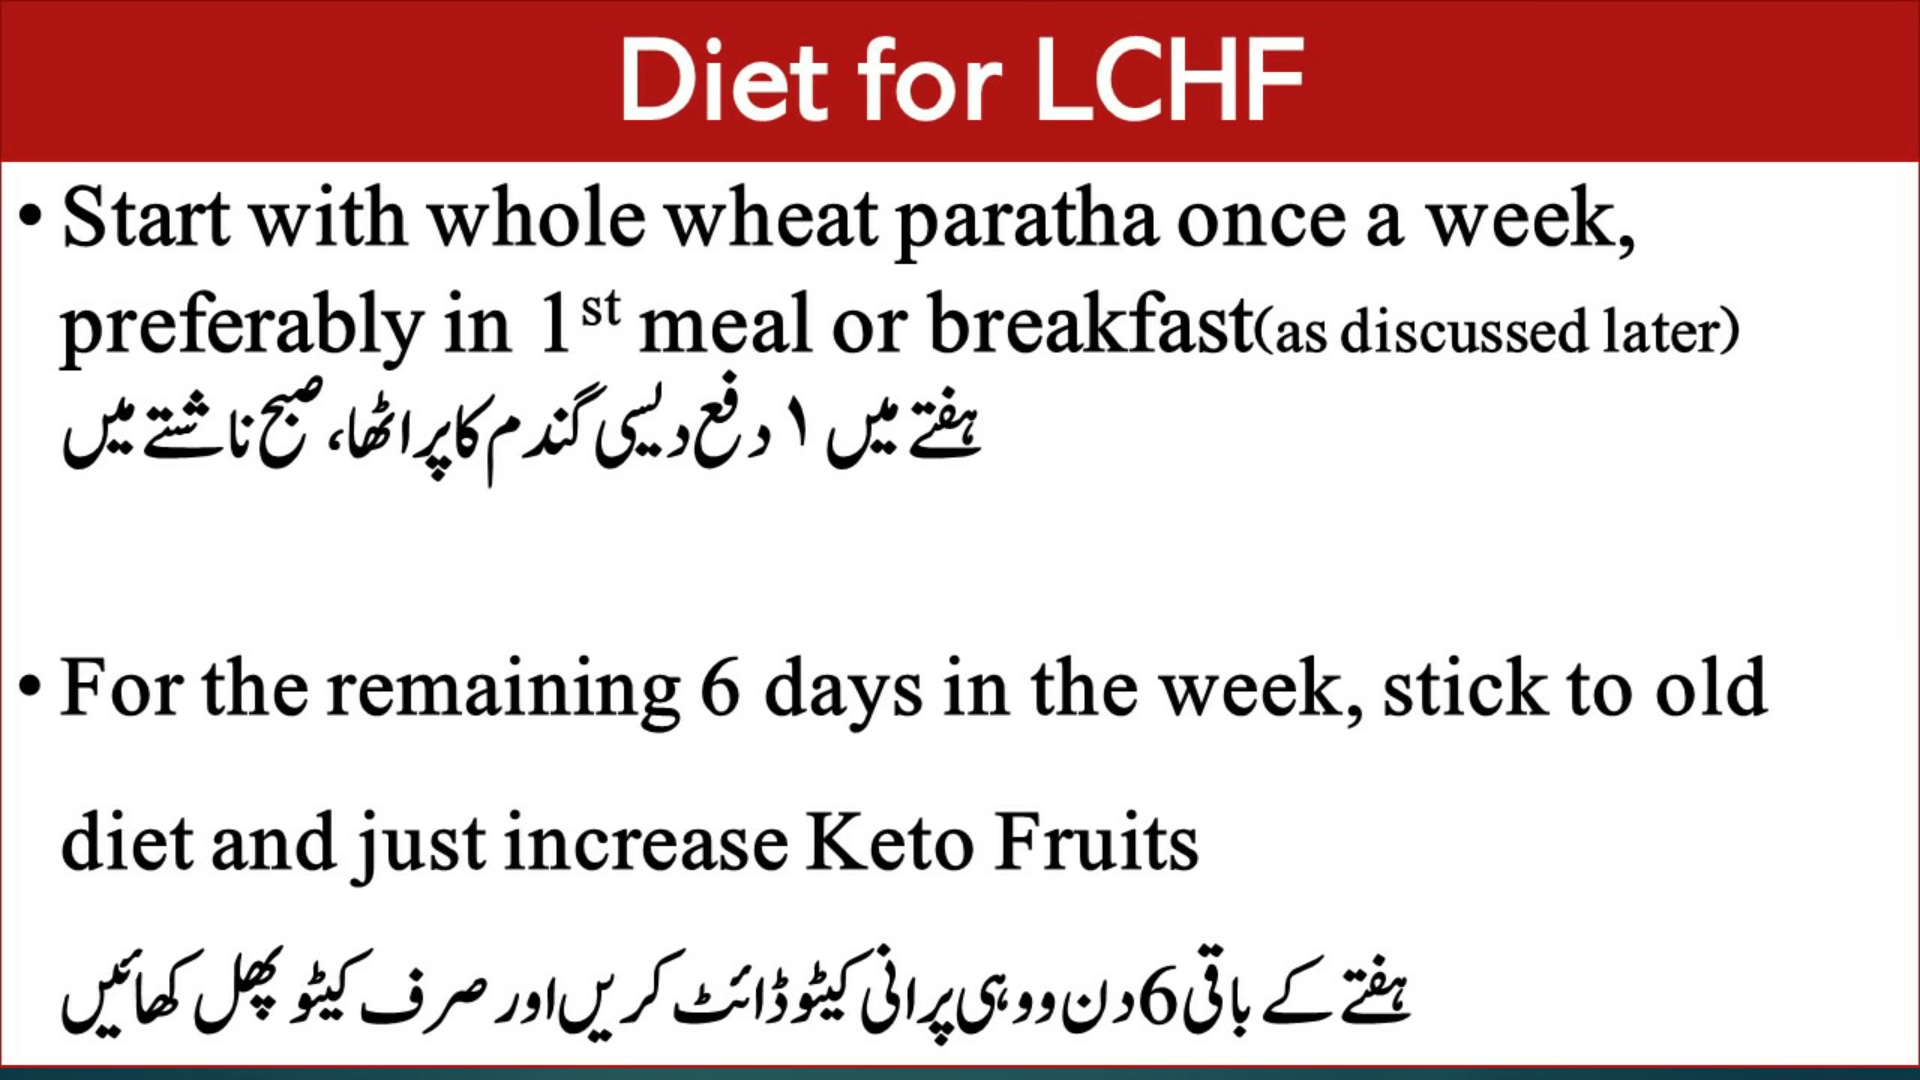 Diet for LCHF
• Start with whole wheat paratha once a week,
preferably in 1st meal or breakfast(as discussed later)
ہفتے میں ۱ دفع دیسی گندم کا پراٹھا، صبح ناشتے میں
• For the remaining 6 days in the week, stick to old
diet and just increase Keto Fruits
ہفتے کے باقی 6 دن و وہی پرانی کیٹو ڈائٹ کریں اور صرف کیٹو پھل کھائیں